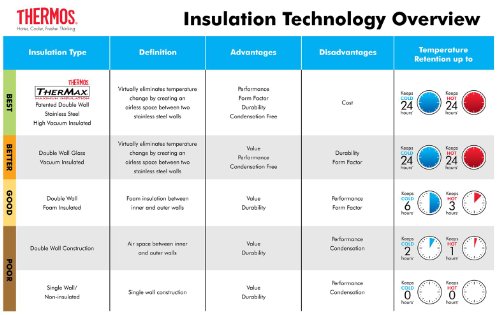 THERMOS.
Hotter, Cooler, Fresher Thinking
Insulation Technology Overview
Insulation Type
Definition
Advantages
Disadvantages
Temperature
Retention up to
BEST
THERMOS
THERMAX
Patented Double Wall
Stainless Steel
High Vacuum Insulated
Virtually eliminates temperature
change by creating an
airless space between two
stainless steel walls
Performance
Form Factor
Durability
Condensation Free
Cost
Keeps
COLD
24
hours
Keeps
HOT
24
hours
BETTER
Double Wall Glass
Vacuum Insulated
Virtually eliminates temperature
change by creating an
airless space between two
stainless steel walls
Value
Performance
Condensation Free
Durability
Form Factor
Keeps
COLD
24
hours
Keeps
HOT
24
hours
GOOD
Double Wall
Foam Insulated
Foam insulation between
inner and outer walls
Value
Durability
Performance
Form Factor
Keeps
COLD
6
hours
Keeps
HOT
3
hours
POOR
Double Wall Construction
Air space between inner
and outer walls
Value
Durability
Performance
Condensation
Keeps
COLD
2
hours
Keeps
HOT
1
hours
Single Wall/
Non-insulated
Single wall construction
Value
Durability
Performance
Condensation
Keeps
COLD
0
hours
Keeps
HOT
0
hours